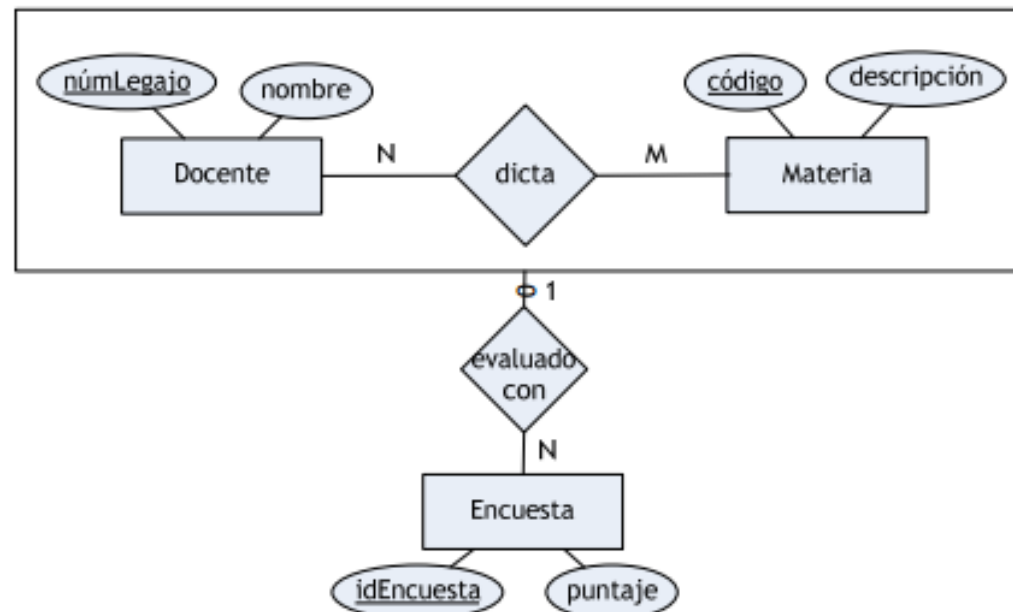 númLegajo
nombre
código
descripción
Docente
N
dicta
M
Materia
1
evaluado
con
N
Encuesta
idEncuesta
puntaje